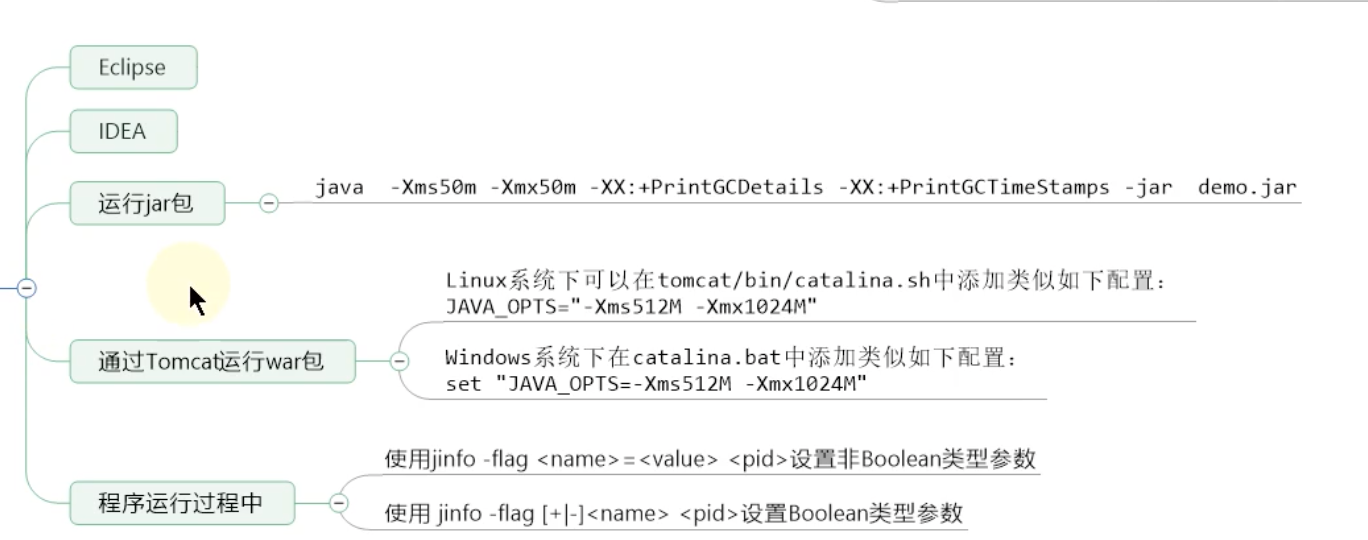 Eclipse
IDEA
运行jar包
java  -Xms50m -Xmx50m -XX:+PrintGCDetails -XX:+PrintGCTimeStamps -jar  demo.jar
通过Tomcat运行war包
Linux系统下可以在tomcat/bin/catalina.sh中添加类似如下配置：
JAVA_OPTS="-Xms512M -Xmx1024M"
Windows系统下在catalina.bat中添加类似如下配置：
set "JAVA_OPTS=-Xms512M -Xmx1024M"
程序运行过程中
使用jinfo -flag <name>=<value> <pid>设置非Boolean类型参数
使用 jinfo -flag [+|-]<name> <pid>设置Boolean类型参数